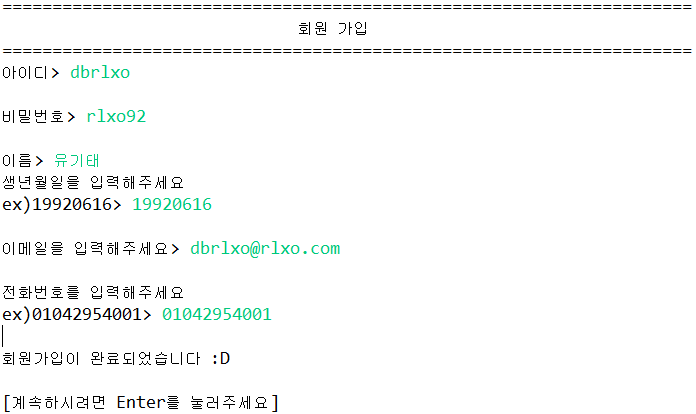 =====================================================================
회원 가입
=====================================================================
아이디> dbrlxo
비밀번호> rlxo92
이름> 유기태
생년월일을 입력해주세요
ex)19920616> 19920616
이메일을 입력해주세요> dbrlxo@rlxo.com
전화번호를 입력해주세요
ex)01042954001> 01042954001
회원가입이 완료되었습니다 :D
[계속하시려면 Enter를 눌러주세요]